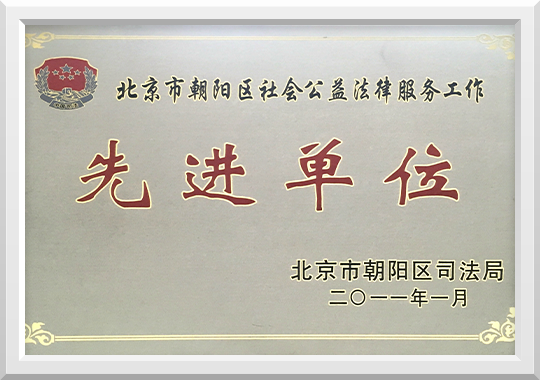 北京市朝阳区社会公益法律服务工作
先进单位
北京市朝阳区司法局
二〇一一年一月